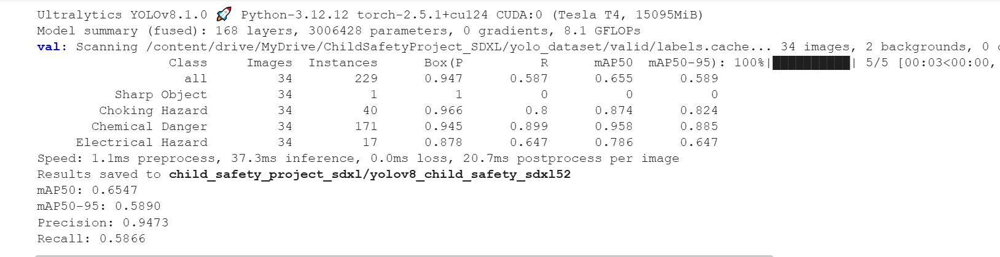 Ultralytics YOLOv8.1.0 🚀 Python-3.12.12 torch-2.5.1+cu124 CUDA:0 (Tesla T4, 15095MiB)
Model summary (fused): 168 layers, 3006428 parameters, 0 gradients, 8.1 GFLOPs
val: Scanning /content/drive/MyDrive/ChildSafetyProject_SDXL/yolo_dataset/valid/labels.cache... 34 images, 2 backgrounds, 0
Class Images Instances Box(P R mAP50 mAP50-95): 100%|██████████| 5/5 [00:03<00:00,
all 34 229 0.947 0.587 0.655 0.589
Sharp Object 34 1 1 0 0 0
Choking Hazard 34 40 0.966 0.8 0.874 0.824
Chemical Danger 34 171 0.945 0.899 0.958 0.885
Electrical Hazard 34 17 0.878 0.647 0.786 0.647
Speed: 1.1ms preprocess, 37.3ms inference, 0.0ms loss, 20.7ms postprocess per image
Results saved to child_safety_project_sdxl/yolov8_child_safety_sdxl52
mAP50: 0.6547
mAP50-95: 0.5890
Precision: 0.9473
Recall: 0.5866